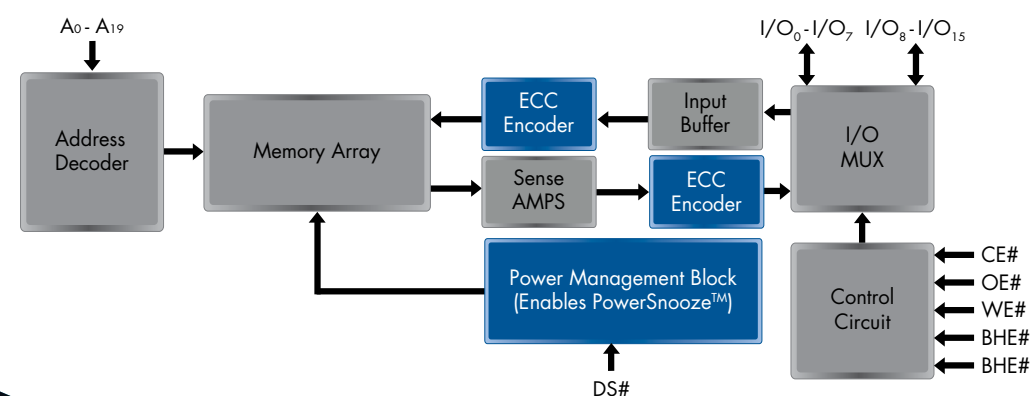 A0 - A19
I/O0-I/O7 I/O8-I/O15
Address
Decoder
Memory Array
ECC
Encoder
Input
Buffer
I/O
MUX
Sense
AMPS
ECC
Encoder
Power Management Block
(Enables PowerSnooze™)
DS#
Control
Circuit
CE#
OE#
WE#
BHE#
BHE#